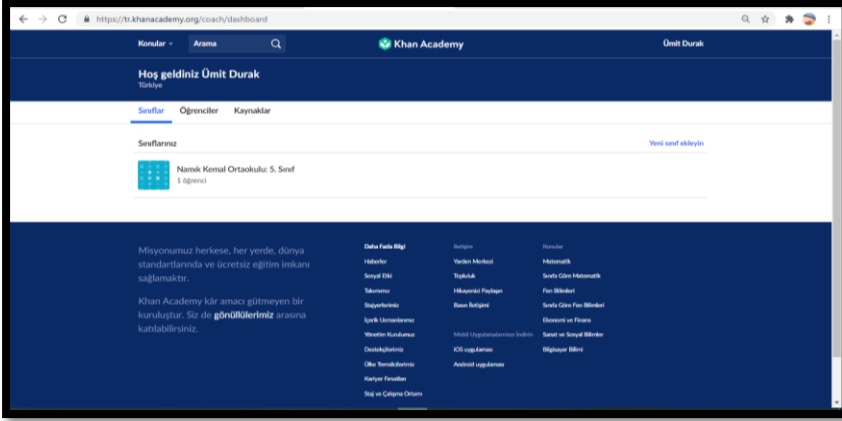 https://tr.khanacademy.org/coach/dashboard
Konular Arama Khan Academy Ümit Durak
Hoş geldiniz Ümit Durak
Türkiye
Sınıflar Öğrenciler Kaynaklar
Sınıflarınız Yeni sınıf ekleyin
Namık Kemal Ortaokulu: 5. Sınıf
1 öğrenci
Misyonumuz herkese, her yerde, dünya
standartlarında ve ücretsiz eğitim imkanı
sağlamaktır.
Khan Academy kâr amacı gütmeyen bir
kuruluştur. Siz de gönüllülerimiz arasına
katılabilirsiniz.
Daha Fazla Bilgi
Haberler
Sosyal Etki
Takımımız
Stajyerlerimiz
İçerik Uzmanlarımız
Yönetim Kurulumuz
Destekçilerimiz
Ülke Temsilcilerimiz
Kariyer Fırsatları
Staj ve Çalışma Ortamı
İletişim
Yardım Merkezi
Topluluk
Hikayenizi Paylaşın
Basın İletişimi
Mobil Uygulamalarımızı İndirin
iOS uygulaması
Android uygulaması
Konular
Matematik
Sınıfa Göre Matematik
Fen Bilimleri
Sınıfa Göre Fen Bilimleri
Ekonomi ve Finans
Sanat ve Sosyal Bilimler
Bilgisayar Bilimi